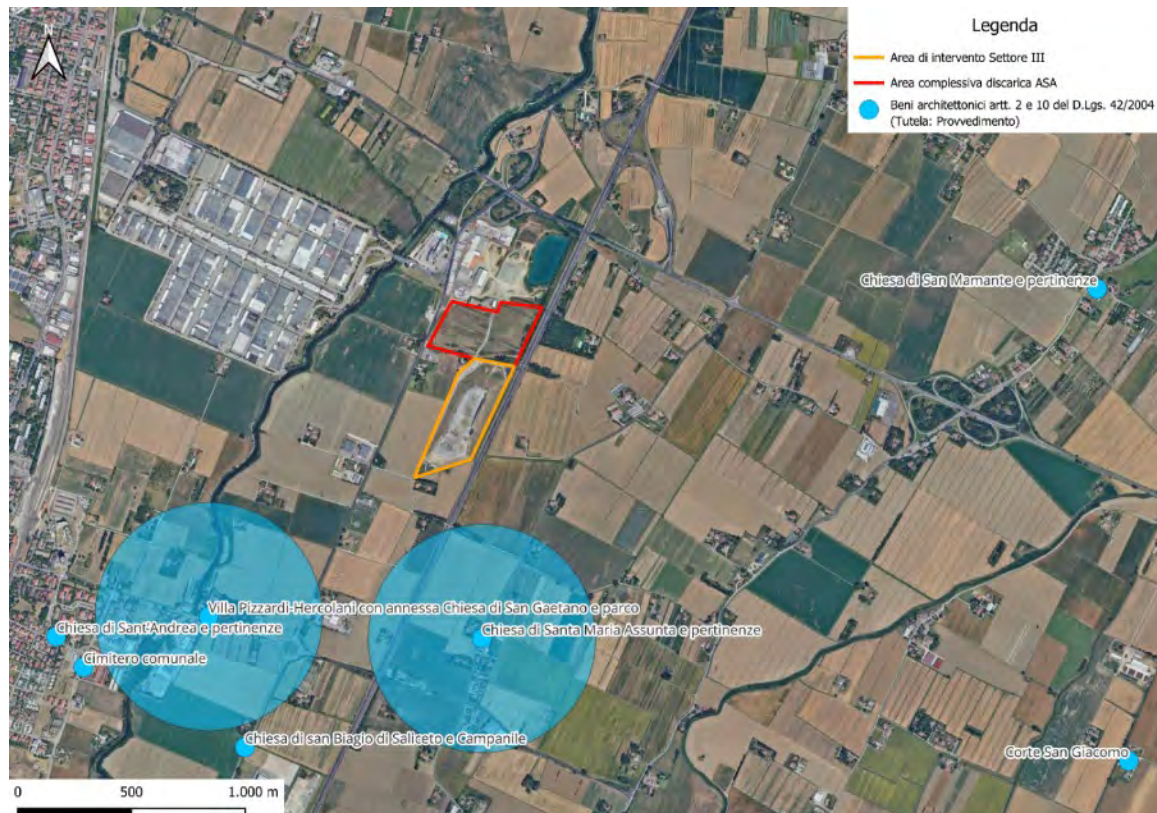 N
Legenda
Area di intervento Settore III
Area complessiva discarica ASA
Beni architettonici artt. 2 e 10 del D.Lgs. 42/2004
(Tutela: Provvedimento)
Chiesa di San Mamante e pertinenze
Villa Pizzardi-Hercolani con annessa Chiesa di San Gaetano e parco
Chiesa di Sant'Andrea e pertinenze
Chiesa di Santa Maria Assunta e pertinenze
Cimitero comunale
Chiesa di san Biagio di Saliceto e Campanile
Corte San Giacomo
0 500 1.000 m